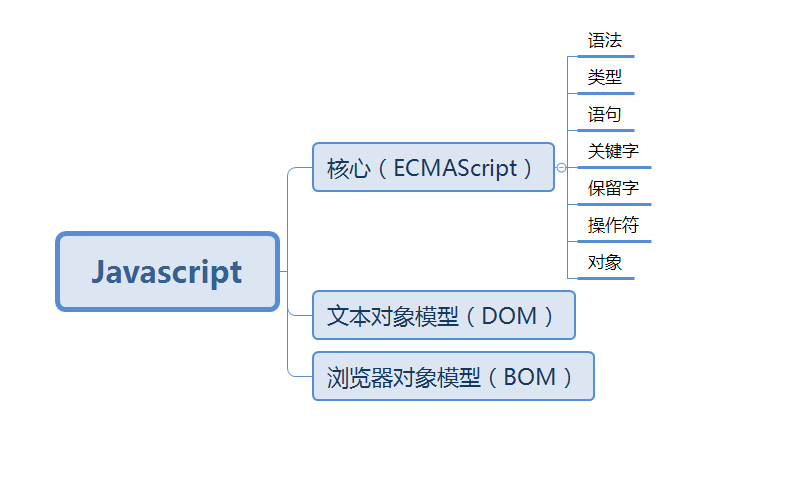 Javascript
核心（ECMAScript）
语法
类型
语句
关键字
保留字
操作符
对象
文本对象模型（DOM）
浏览器对象模型（BOM）